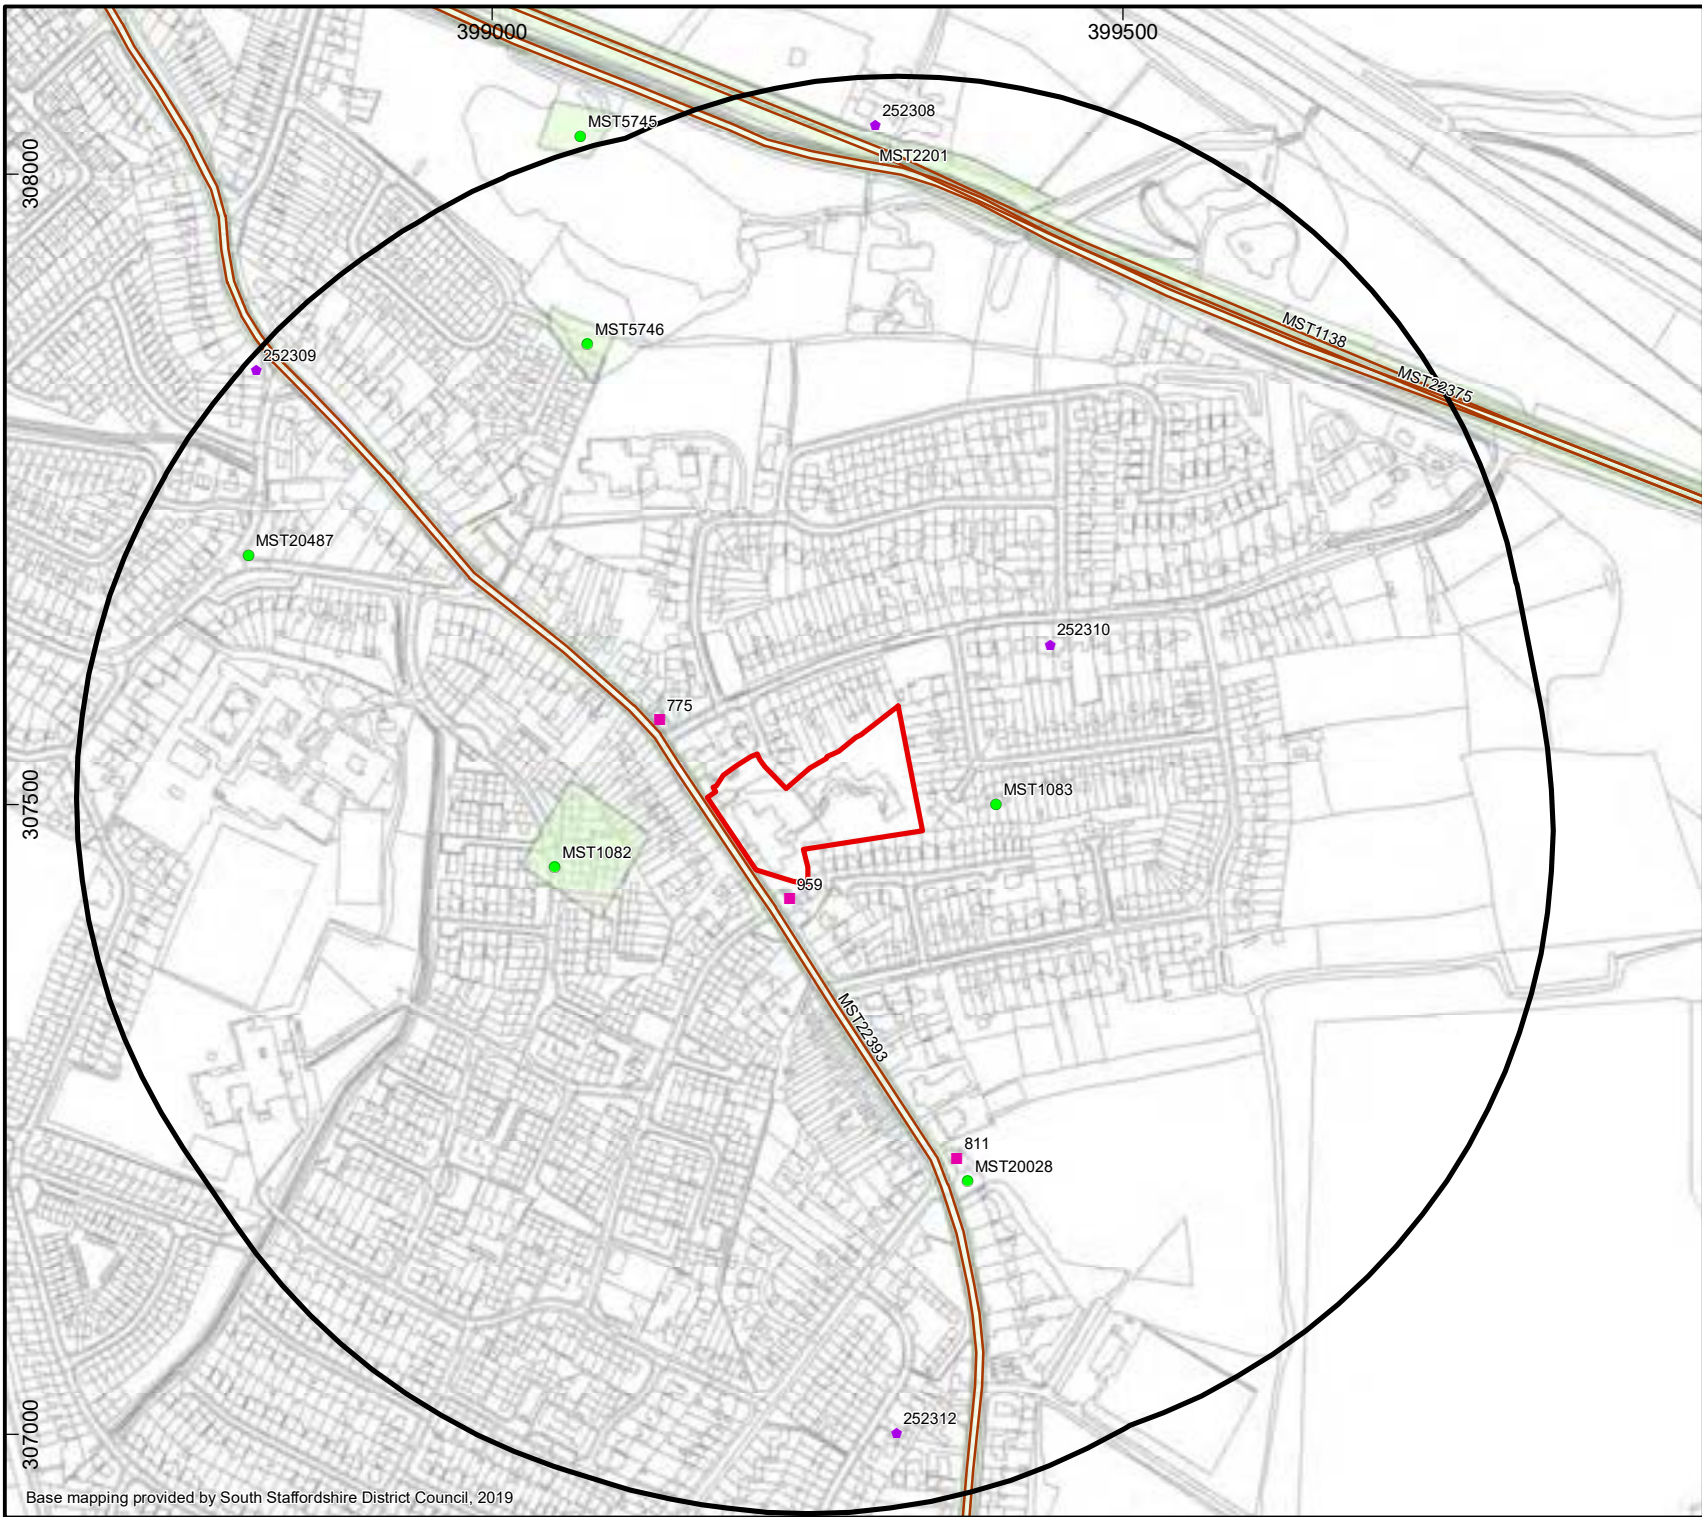 399000
399500
252308
MST5745
MST2201
308000
MST1138
MST5746
252309
MST22375
MST20487
252310
775
MST1083
307500
MST1082
959
MST22393
811
MST20028
252312
307000
Base mapping provided by South Staffordshire District Council, 2019